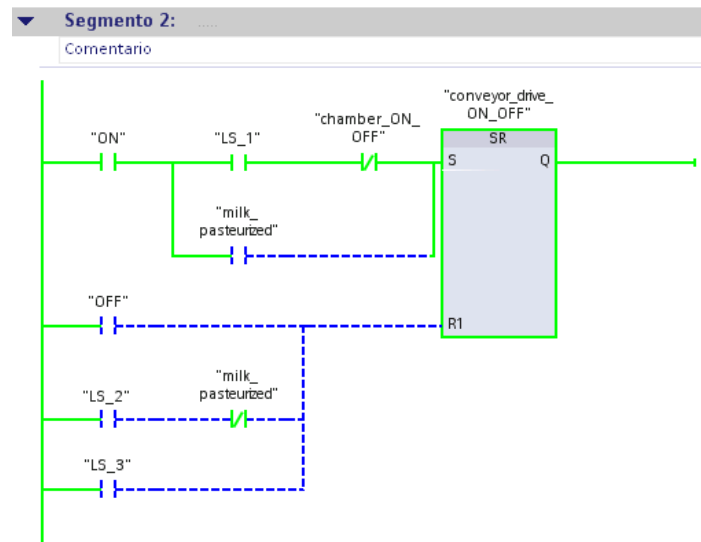 Segmento 2: .....
Comentario
"conveyor_drive_
ON_OFF"
"chamber_ON_
OFF"
"ON"
"LS_1"
SR
S
Q
"milk_
pasteurized"
"OFF"
R1
"milk_
pasteurized"
"LS_2"
"LS_3"